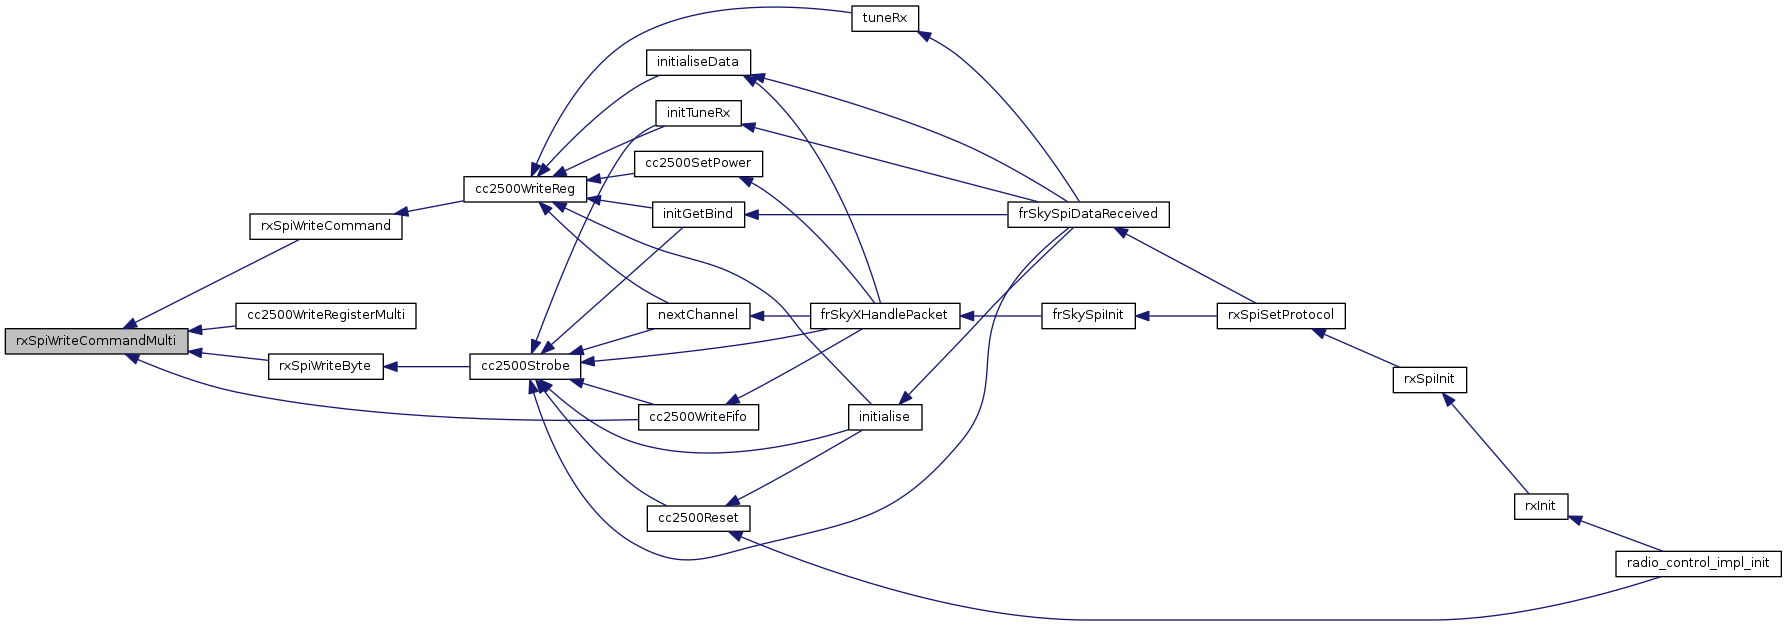 tuneRx
initialiseData
initTuneRx
cc2500SetPower
cc2500WriteReg
initGetBind
frSkySpiDataReceived
rxSpiWriteCommand
cc2500WriteRegisterMulti
nextChannel
frSkyXHandlePacket
frSkySpiInit
rxSpiSetProtocol
rxSpiWriteCommandMulti
rxSpiWriteByte
cc2500Strobe
rxSpiInit
cc2500WriteFifo
initialise
rxInit
cc2500Reset
radio_control_impl_init